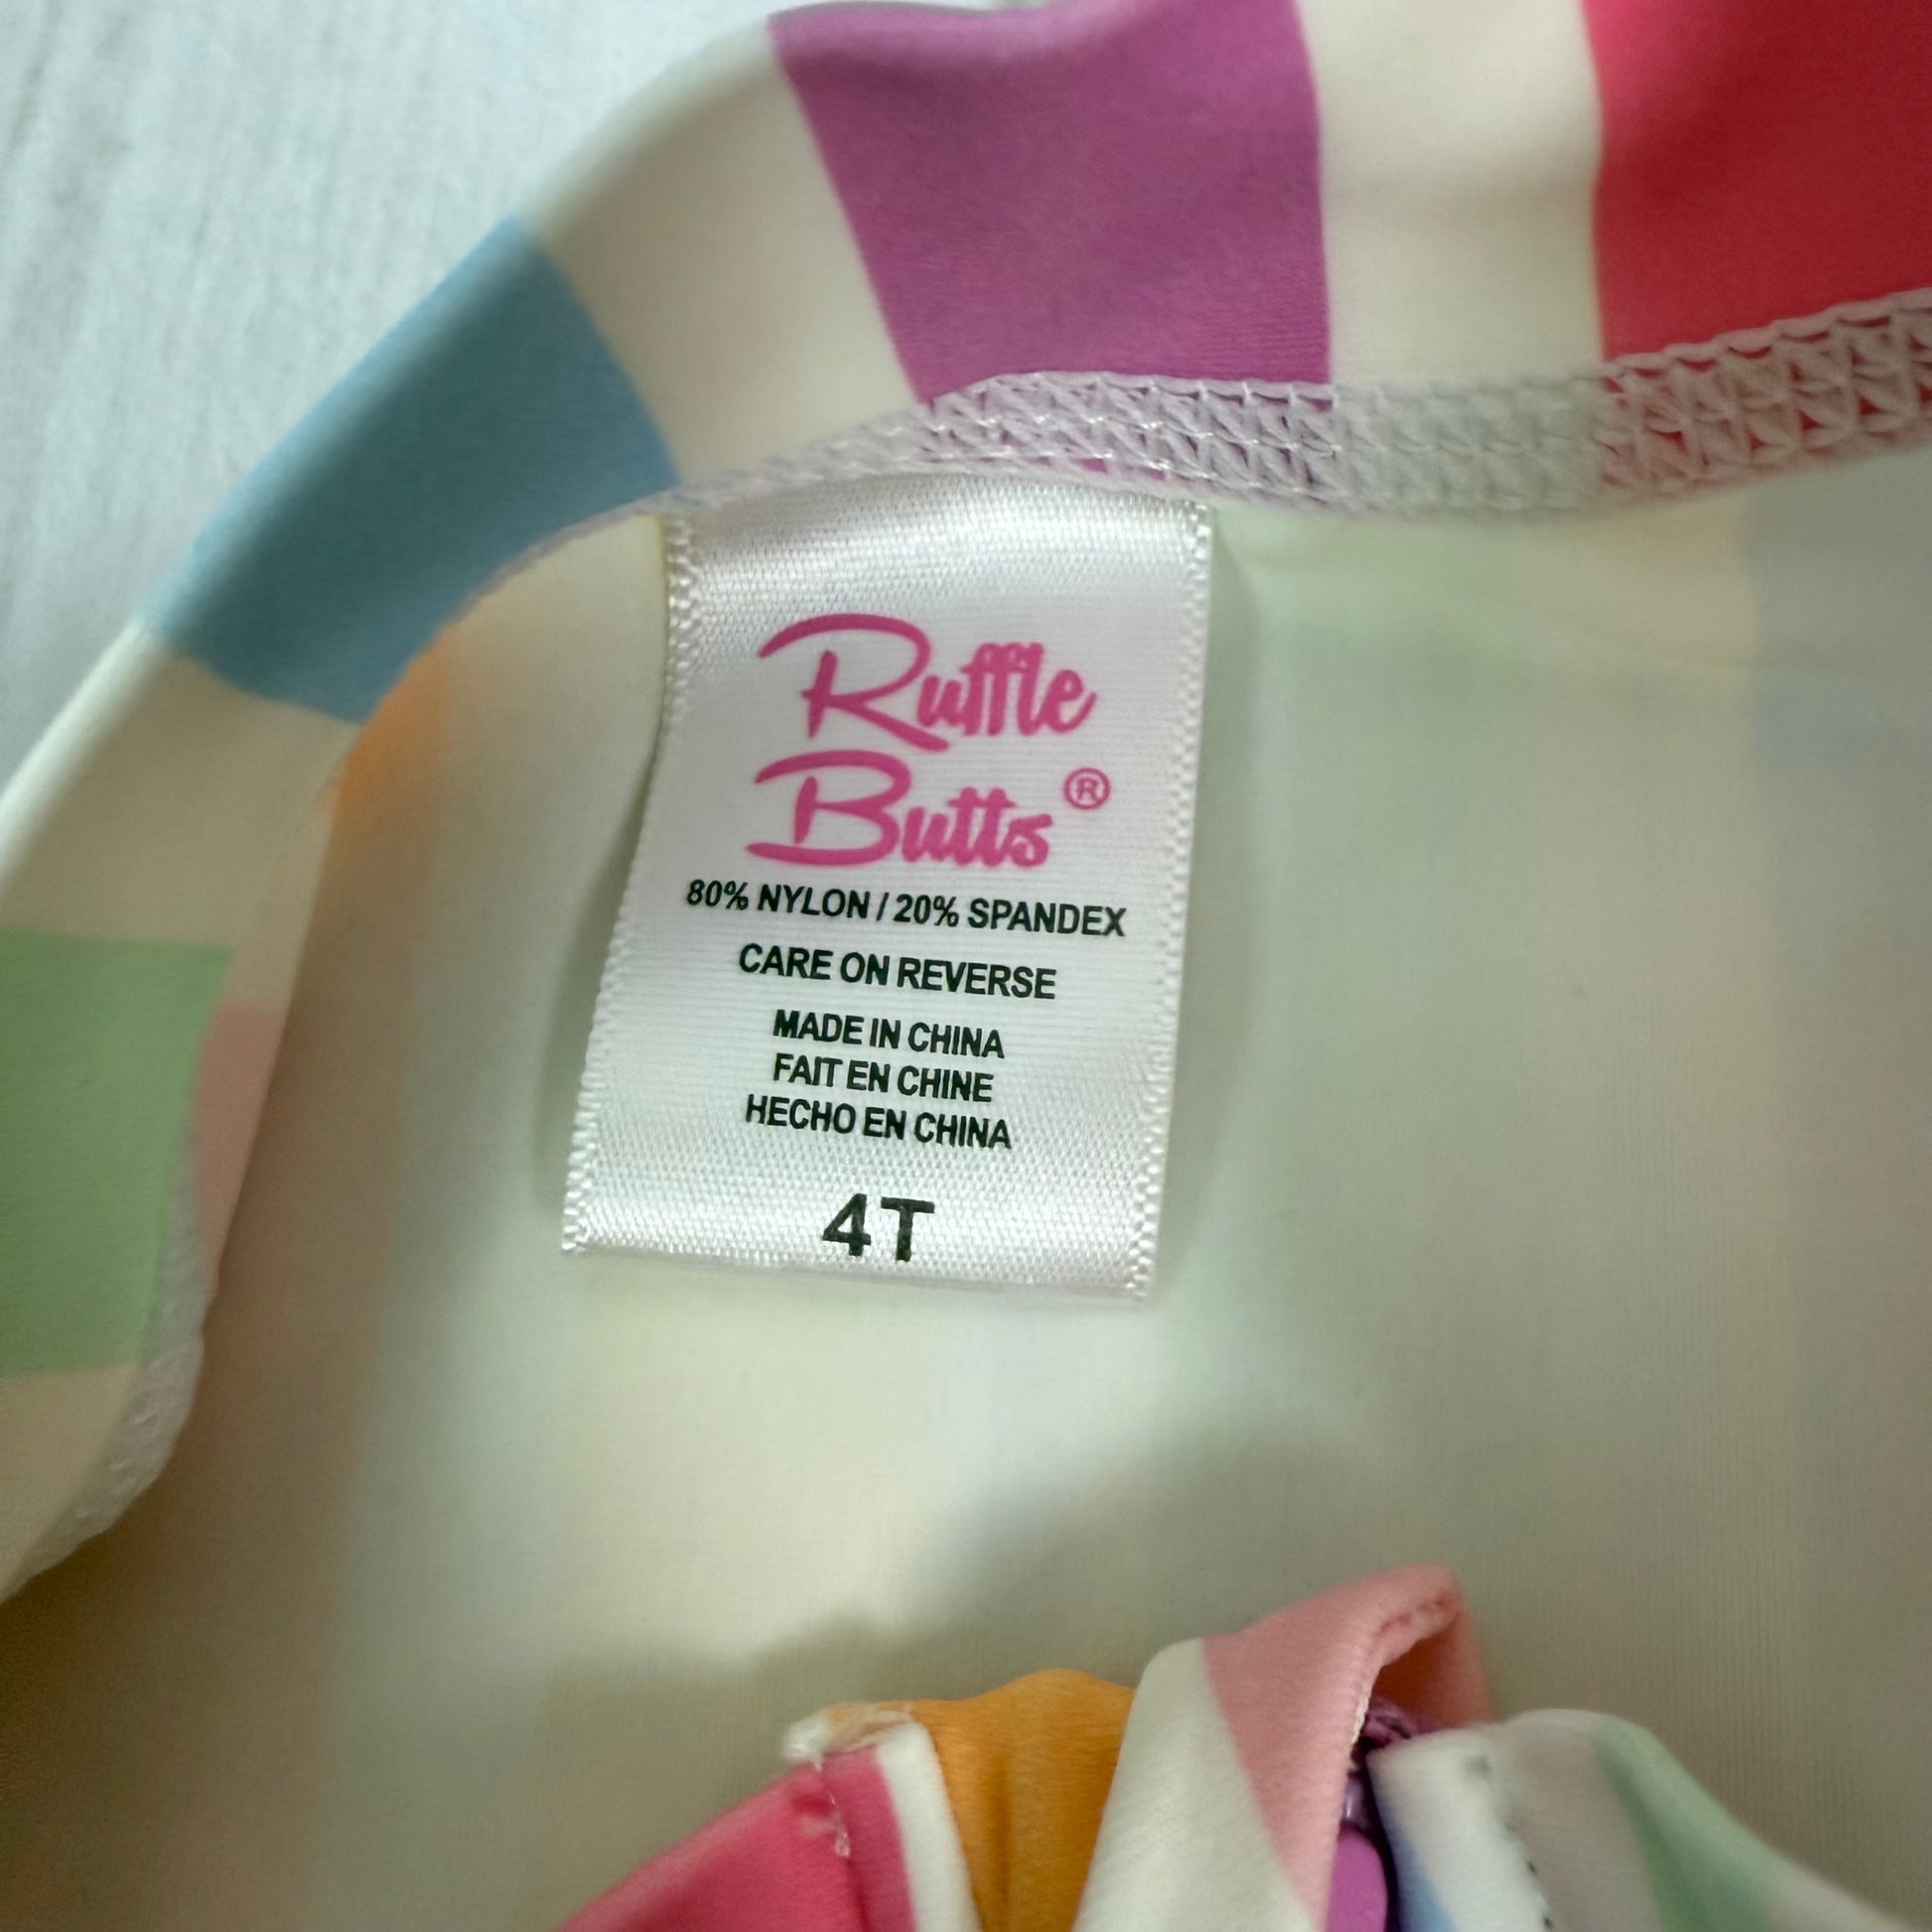 Ruffle
Butts®
80% NYLON / 20% SPANDEX
CARE ON REVERSE
MADE IN CHINA
FAIT EN CHINE
HECHO EN CHINA
4T